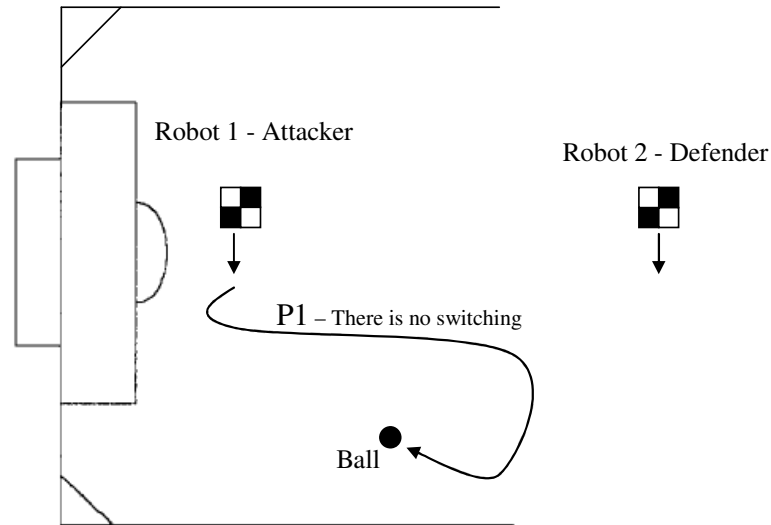 Robot 1 - Attacker
Robot 2 - Defender
P1 – There is no switching
Ball